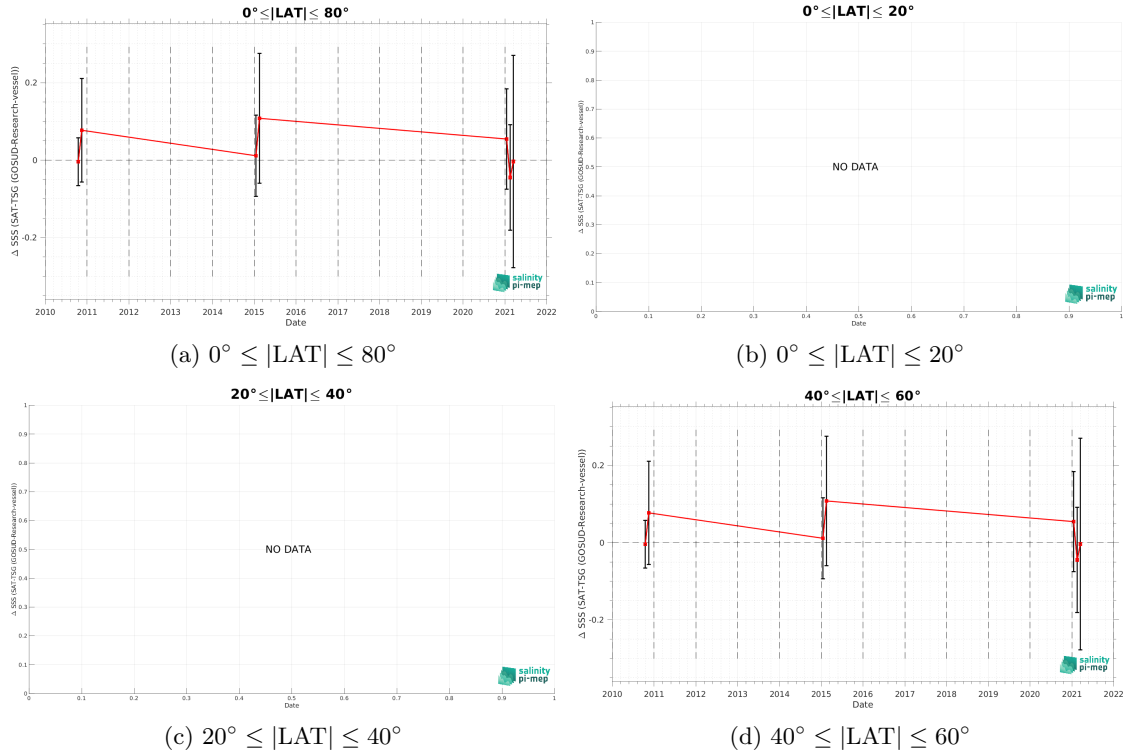 0°≤|LAT|≤ 80°
Δ SSS (SAT-TSG (GOSUD-Research-vessel))
0.2
0
-0.2
2010 2011 2012 2013 2014 2015 2016 2017 2018 2019 2020 2021 2022
Date
salinity
pi-mep
(a) 0° ≤ |LAT| ≤ 80°
0°≤|LAT|≤ 20°
Δ SSS (SAT-TSG (GOSUD-Research-vessel))
1
0.9
0.8
0.7
0.6
0.5
0.4
0.3
0.2
0.1
0
NO DATA
0 0.1 0.2 0.3 0.4 0.5 0.6 0.7 0.8 0.9 1
Date
salinity
pi-mep
(b) 0° ≤ |LAT| ≤ 20°
20°≤|LAT|≤ 40°
Δ SSS (SAT-TSG (GOSUD-Research-vessel))
1
0.9
0.8
0.7
0.6
0.5
0.4
0.3
0.2
0.1
0
NO DATA
0 0.1 0.2 0.3 0.4 0.5 0.6 0.7 0.8 0.9 1
Date
salinity
pi-mep
(c) 20° ≤ |LAT| ≤ 40°
40°≤|LAT|≤ 60°
Δ SSS (SAT-TSG (GOSUD-Research-vessel))
0.2
0
-0.2
2010 2011 2012 2013 2014 2015 2016 2017 2018 2019 2020 2021 2022
Date
salinity
pi-mep
(d) 40° ≤ |LAT| ≤ 60°